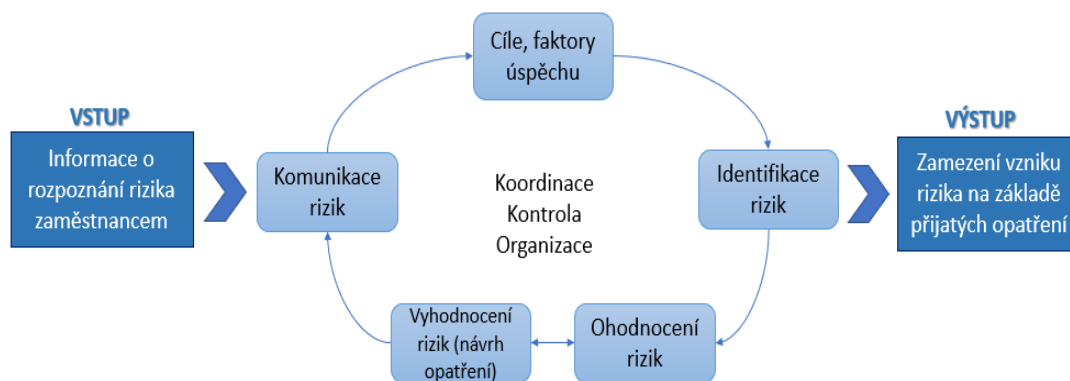 Cíle, faktory
úspěchu
VSTUP
Informace o
rozpoznání rizika
zaměstnancem
Komunikace
rizik
Koordinace
Kontrola
Organizace
Identifikace
rizik
VÝSTUP
Zamezení vzniku
rizika na základě
přijatých opatření
Vyhodnocení
rizik (návrh
opatření)
Ohodnocení
rizik